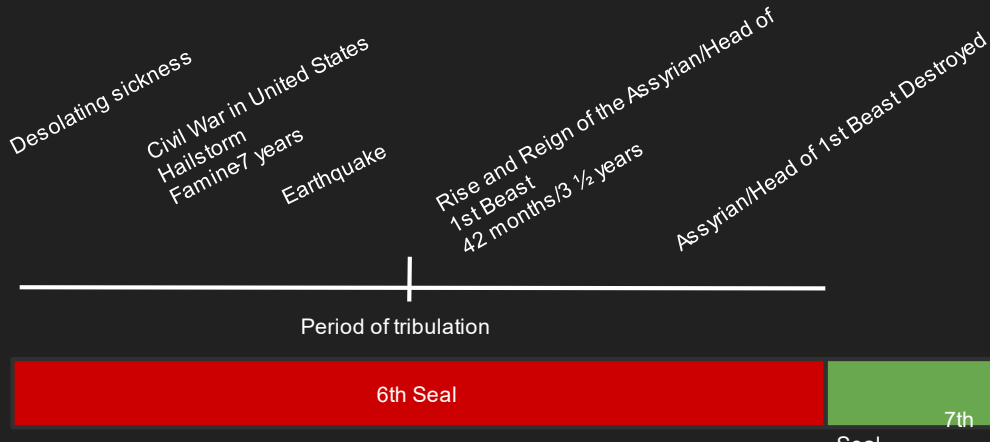 Desolating sickness
Civil War in United States
Hailstorm
Famine-7 years
Earthquake
Rise and Reign of the Assyrian/Head of
1st Beast
42 months/3 ½ years
Assyrian/Head of 1st Beast Destroyed
Period of tribulation
6th Seal
7th
Seal